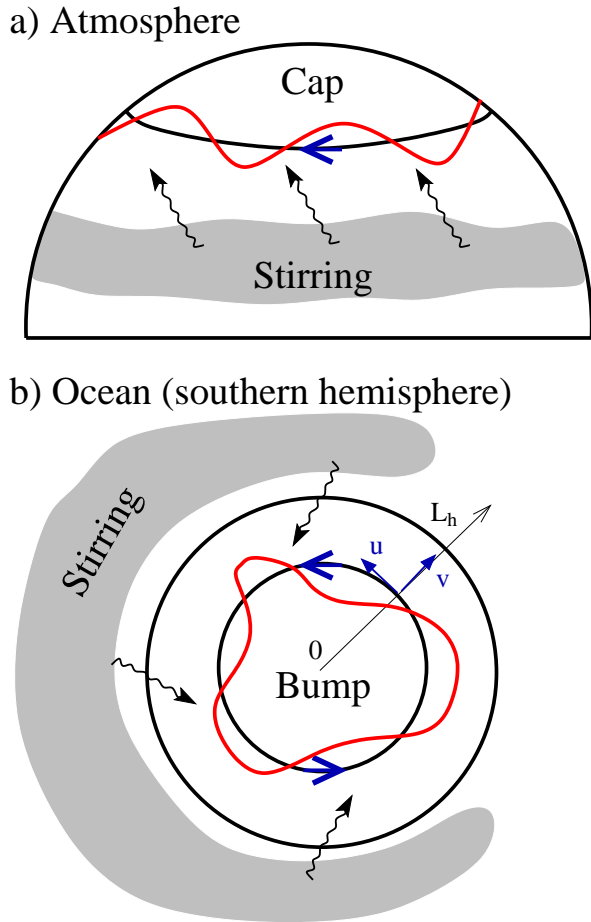 a) Atmosphere
Cap
Stirring
b) Ocean (southern hemisphere)
Stirring
L_h
u
v
0
Bump